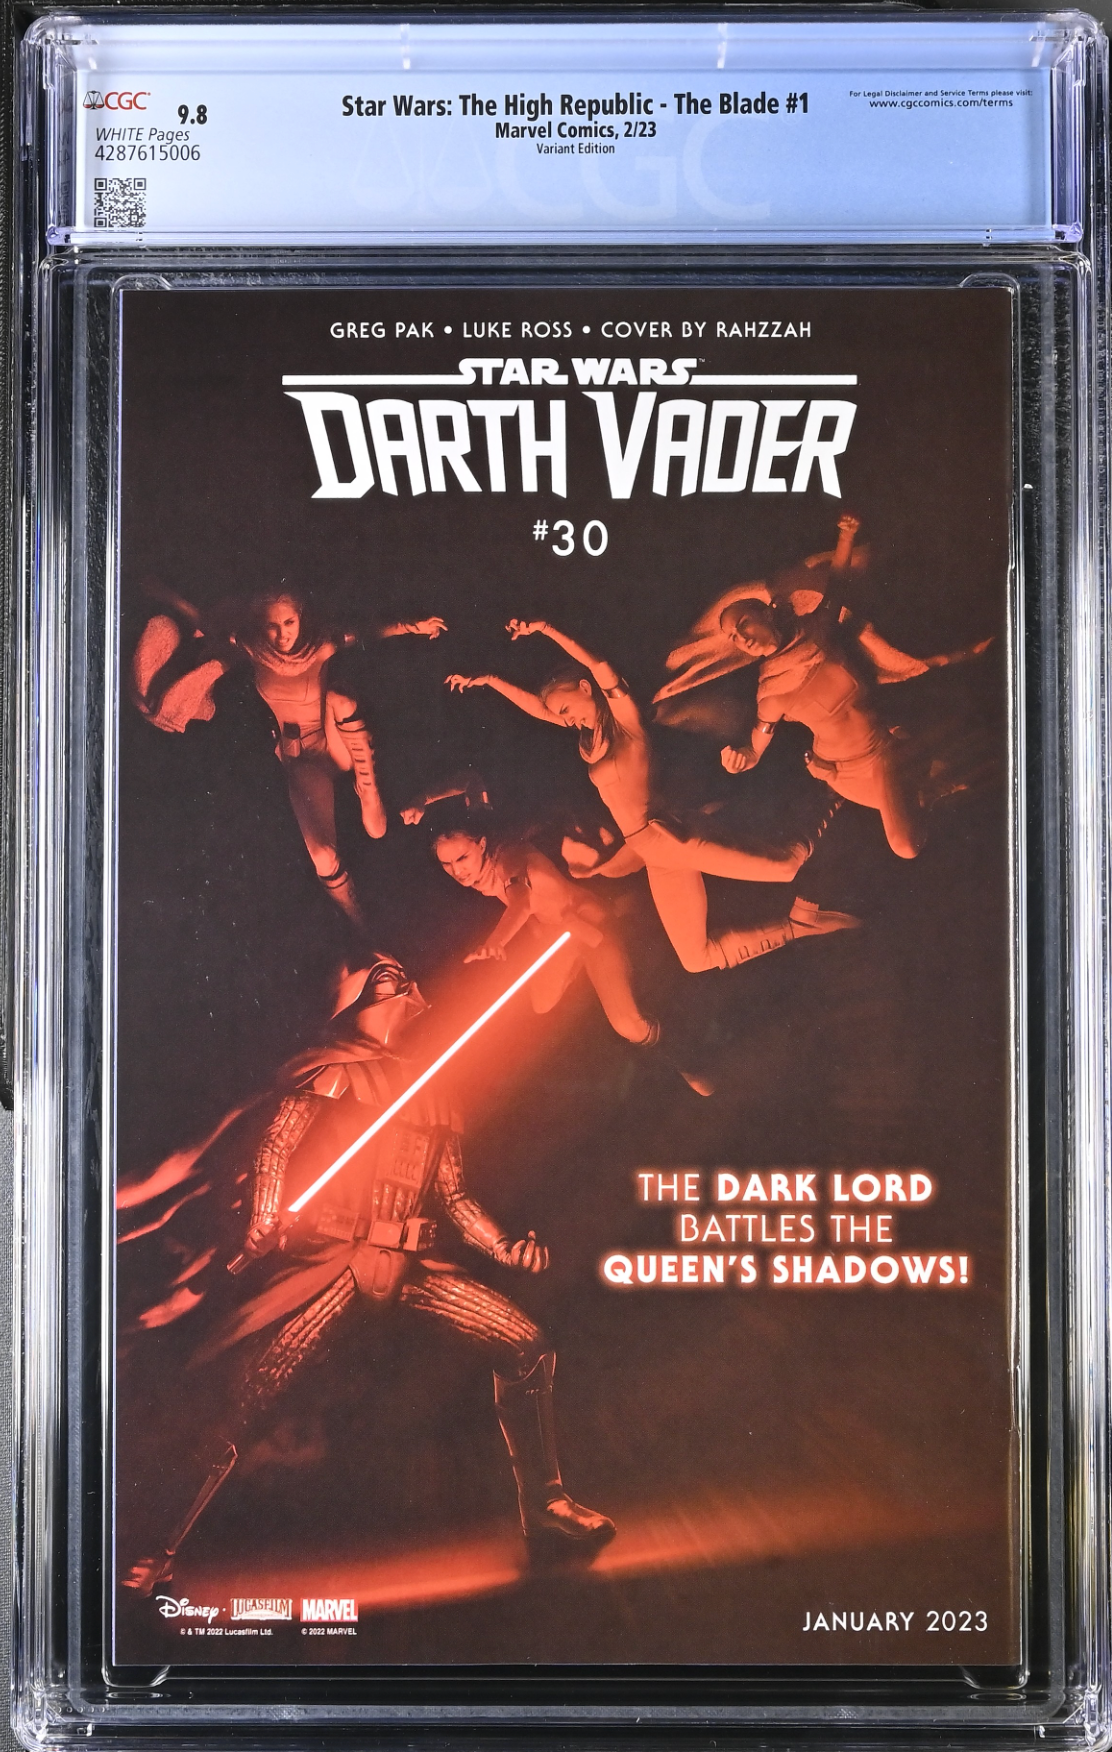 CGC
9.8
WHITE Pages
4287615006
Star Wars: The High Republic - The Blade #1
Marvel Comics, 2/23
Variant Edition
For Legal Disclaimer and Service Terms please visit:
www.cgccomics.com/terms
CGC
GREG PAK • LUKE ROSS • COVER BY RAHZZAH
STAR WARS™
DARTH VADER
#30
THE DARK LORD
BATTLES THE
QUEEN'S SHADOWS!
Disney · LUCASFILM MARVEL
© & TM 2022 Lucasfilm Ltd. © 2022 MARVEL
JANUARY 2023